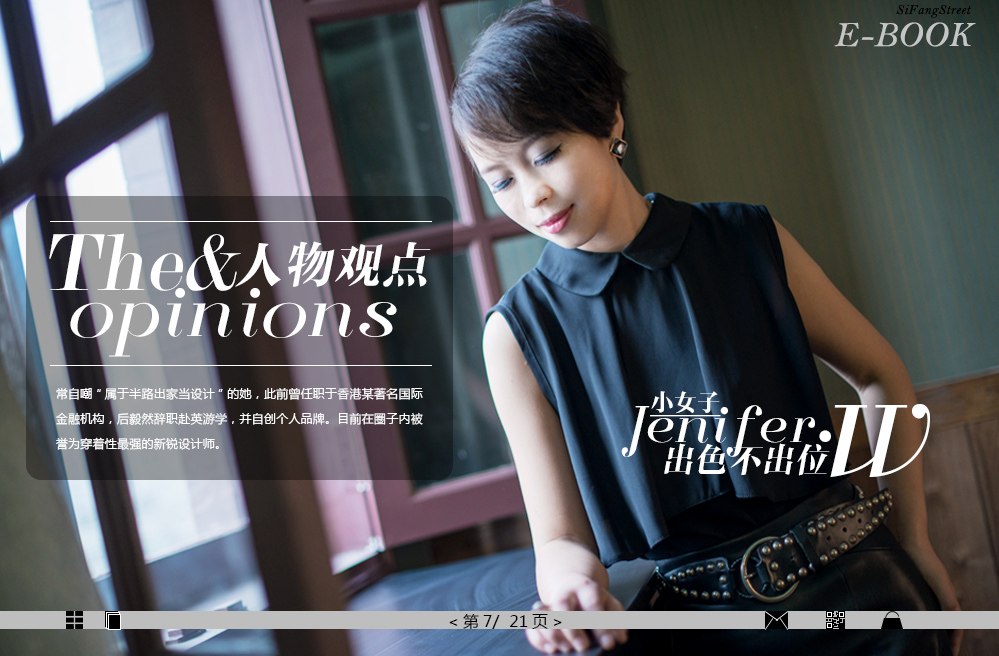 SiFangStreet
E-BOOK
The&人物观点
opinions
常自嘲“属于半路出家当设计”的她，此前曾任职于香港某著名国际
金融机构，后毅然辞职赴英游学，并自创个人品牌。目前在圈子内被
誉为穿着性最强的新锐设计师。
小女子
Jenifer.W
出色不出位
< 第 7/ 21 页 >